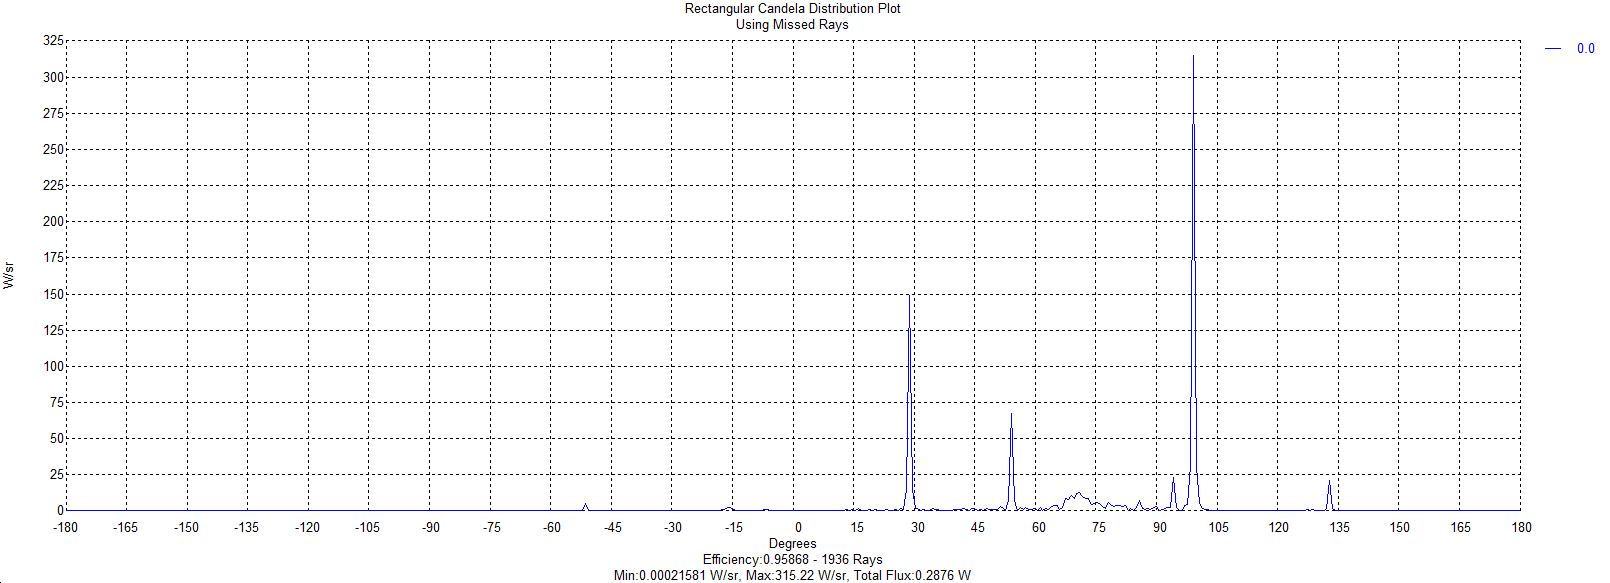 Rectangular Candela Distribution Plot
Using Missed Rays
0.0
325
300
275
250
225
200
175
150
125
100
75
50
25
0
W/sr
-180 -165 -150 -135 -120 -105 -90 -75 -60 -45 -30 -15 0 15 30 45 60 75 90 105 120 135 150 165 180
Degrees
Efficiency:0.95868 - 1936 Rays
Min:0.00021581 W/sr, Max:315.22 W/sr, Total Flux:0.2876 W